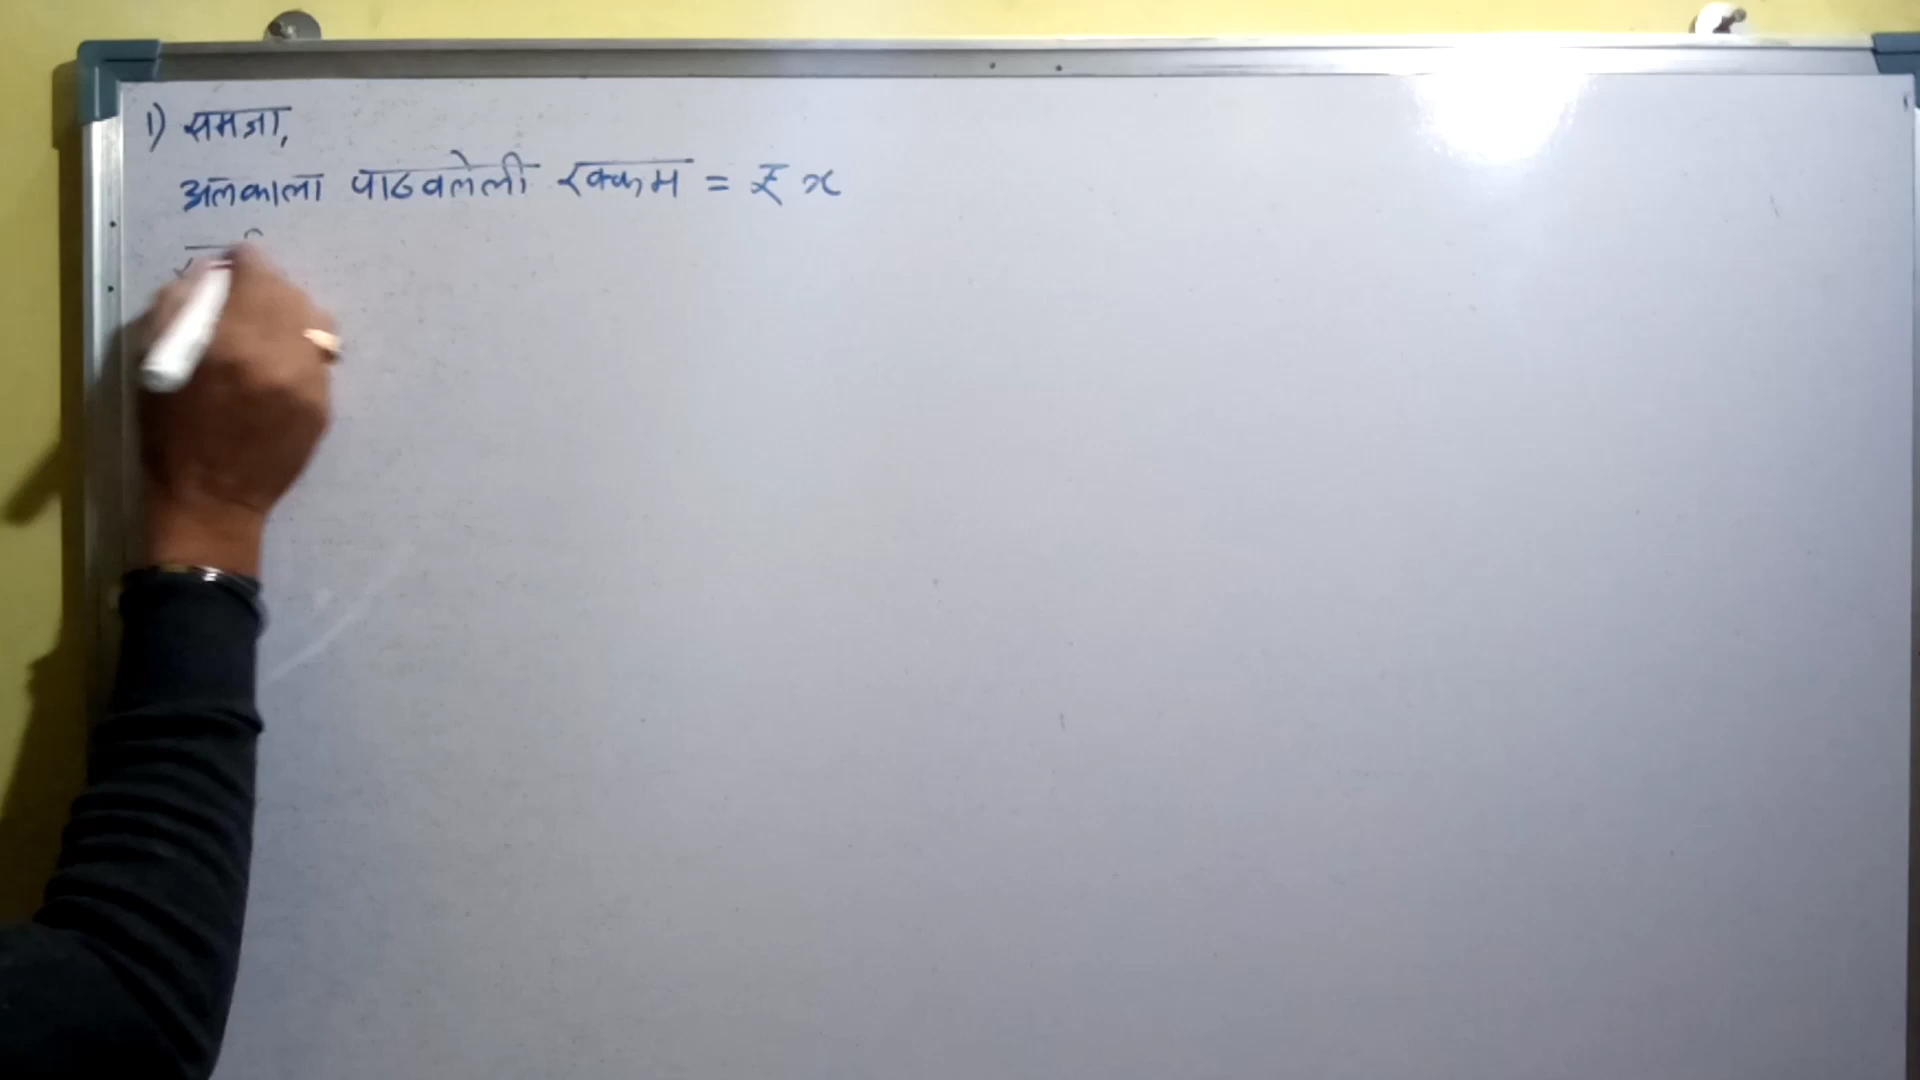 1) समजा,
अलकाला पाठवलेली रक्कम = ₹ x